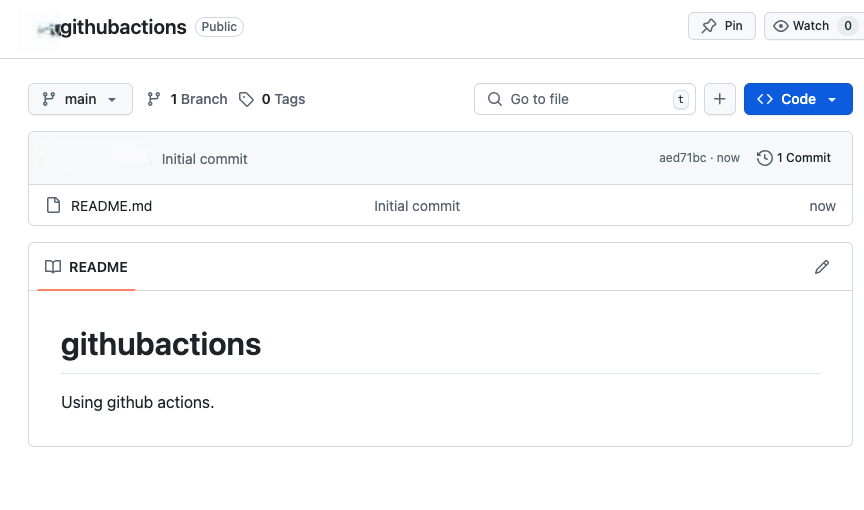 githubactions Public Pin Watch 0
main 1 Branch 0 Tags Go to file t Code
Initial commit aed71bc · now 1 Commit
README.md Initial commit now
README
githubactions
Using github actions.